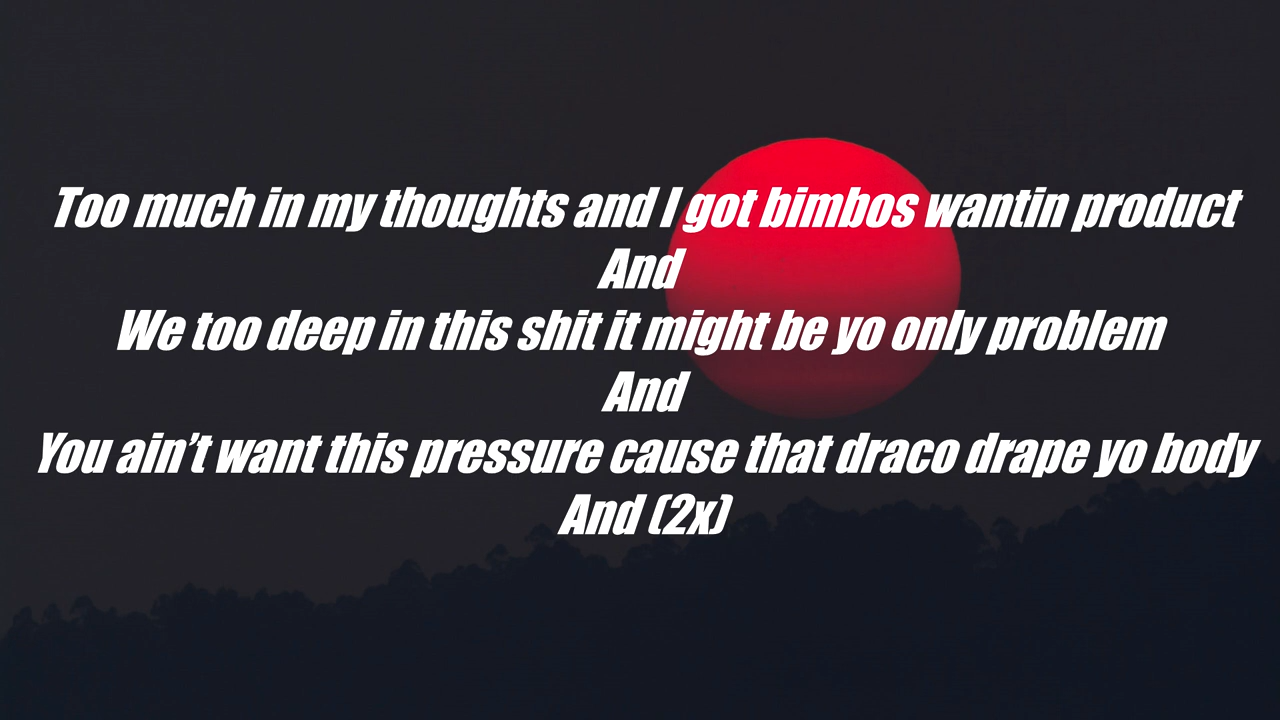 Too much in my thoughts and I got bimbos wantin product
And
We too deep in this shit it might be yo only problem
And
You ain’t want this pressure cause that draco drape yo body
And (2x)